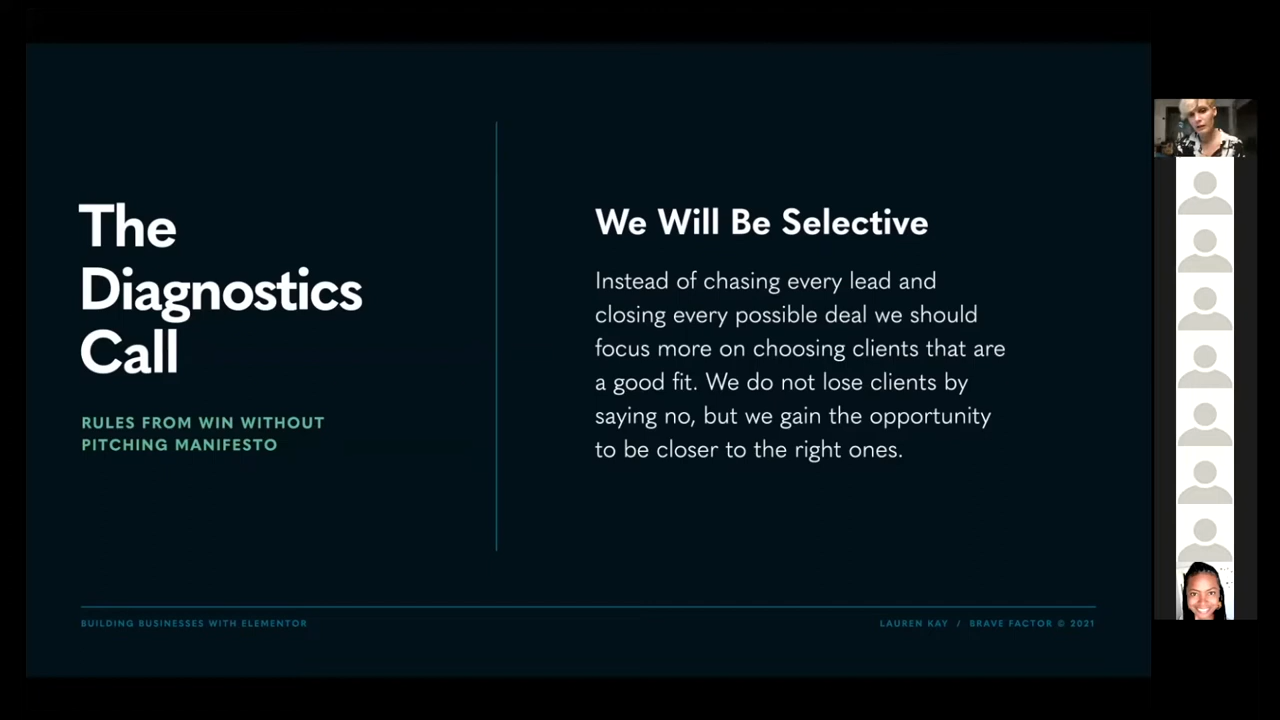 The
Diagnostics
Call
RULES FROM WIN WITHOUT
PITCHING MANIFESTO
We Will Be Selective
Instead of chasing every lead and
closing every possible deal we should
focus more on choosing clients that are
a good fit. We do not lose clients by
saying no, but we gain the opportunity
to be closer to the right ones.
BUILDING BUSINESSES WITH ELEMENTOR
LAUREN KAY / BRAVE FACTOR © 2021